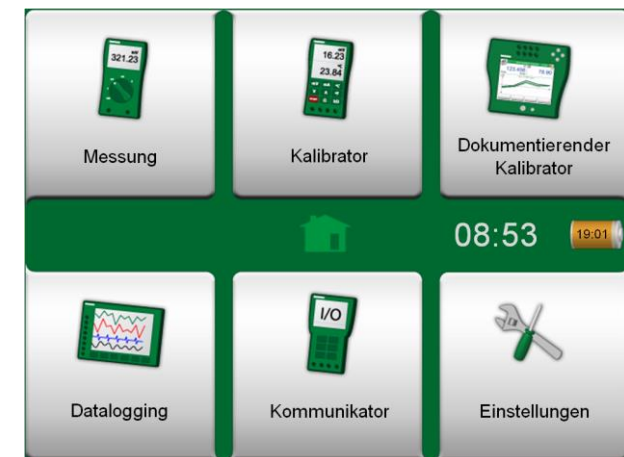 321.23
16.23
23.84
Messung
Kalibrator
Dokumentierender
Kalibrator
08:53
19:01
I/O
Datalogging
Kommunikator
Einstellungen